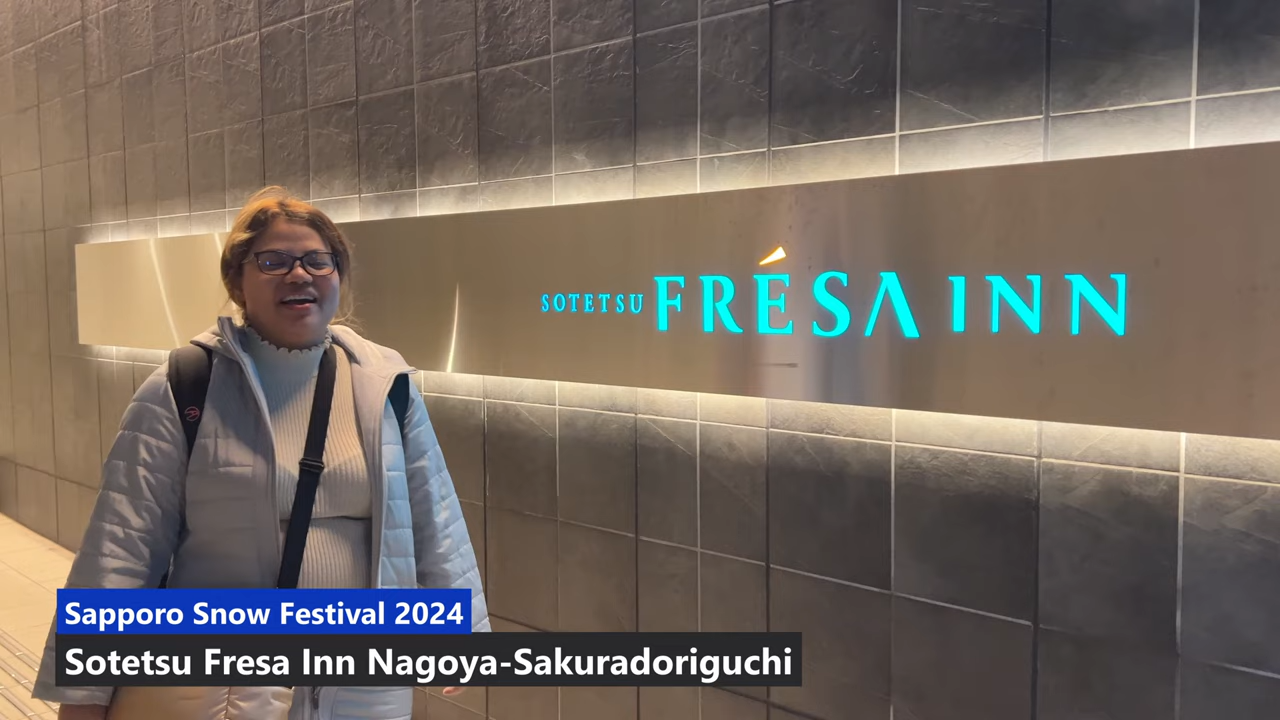 SOTETSU FRÉSA INN
Sapporo Snow Festival 2024
Sotetsu Fresa Inn Nagoya-Sakuradoriguchi